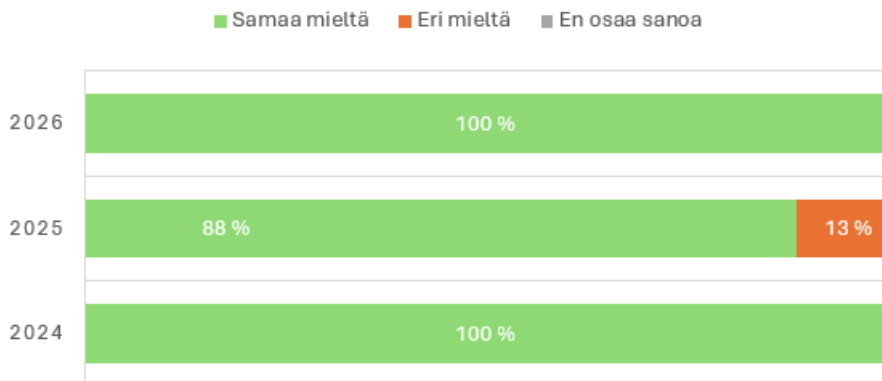 Samaa mieltä Eri mieltä En osaa sanoa
2026 100 %
2025 88 % 13 %
2024 100 %